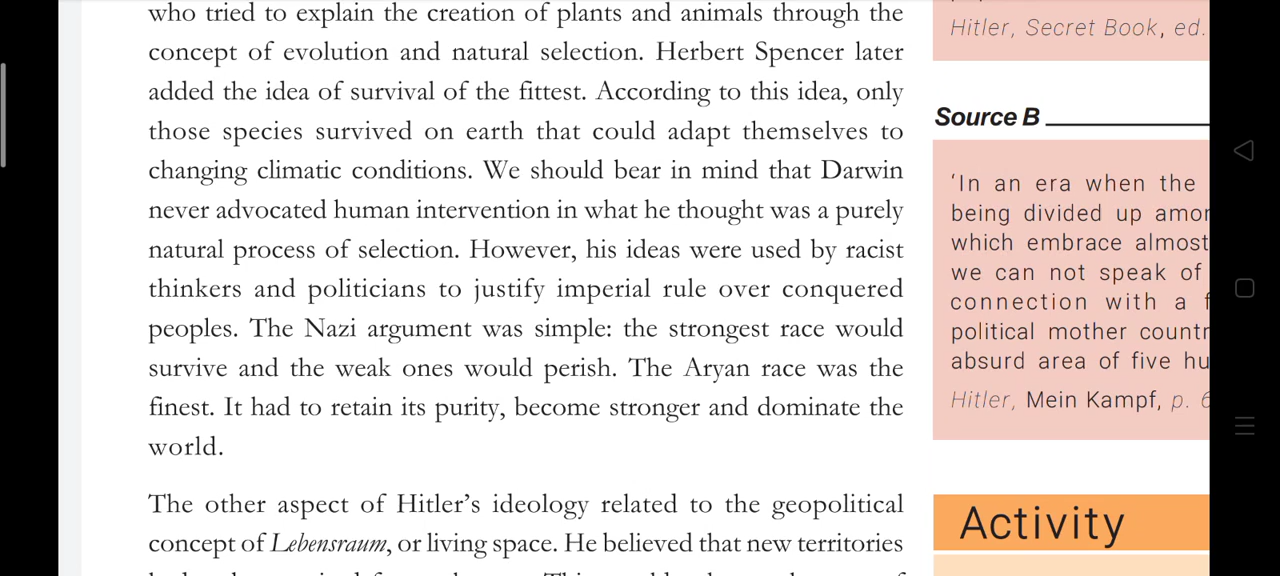 who tried to explain the creation of plants and animals through the
concept of evolution and natural selection. Herbert Spencer later
added the idea of survival of the fittest. According to this idea, only
those species survived on earth that could adapt themselves to
changing climatic conditions. We should bear in mind that Darwin
never advocated human intervention in what he thought was a purely
natural process of selection. However, his ideas were used by racist
thinkers and politicians to justify imperial rule over conquered
peoples. The Nazi argument was simple: the strongest race would
survive and the weak ones would perish. The Aryan race was the
finest. It had to retain its purity, become stronger and dominate the
world.
The other aspect of Hitler's ideology related to the geopolitical
concept of Lebensraum, or living space. He believed that new territories
Hitler, Secret Book, ed.
Source B
'In an era when the
being divided up amo
which embrace almost
we can not speak of
connection with a
political mother countr
absurd area of five hu
Hitler, Mein Kampf, p.
Activity